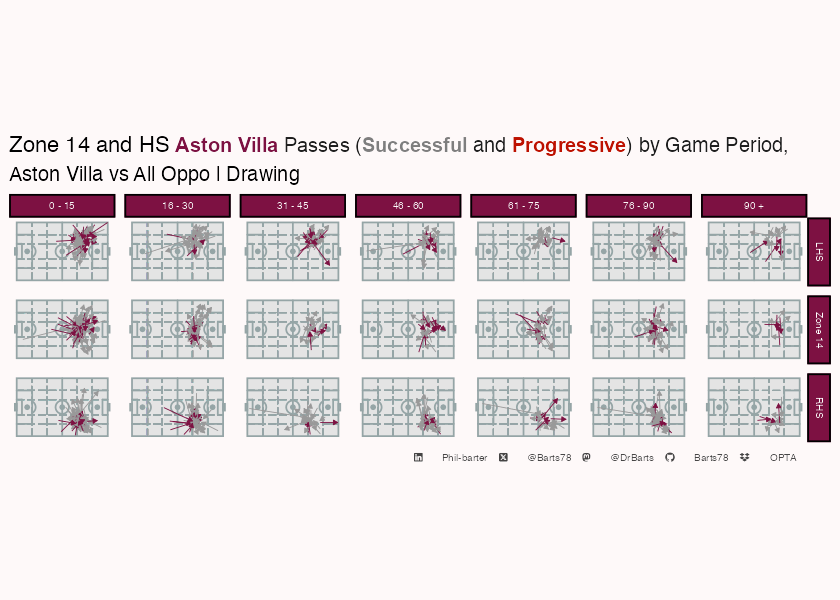 Zone 14 and HS Aston Villa Passes (Successful and Progressive) by Game Period,
Aston Villa vs All Oppo | Drawing
0 - 15 16 - 30 31 - 45 46 - 60 61 - 75 76 - 90 90 +
LHS
Zone 14
RHS
Phil-barter @Barts78 @DrBarts Barts78 OPTA